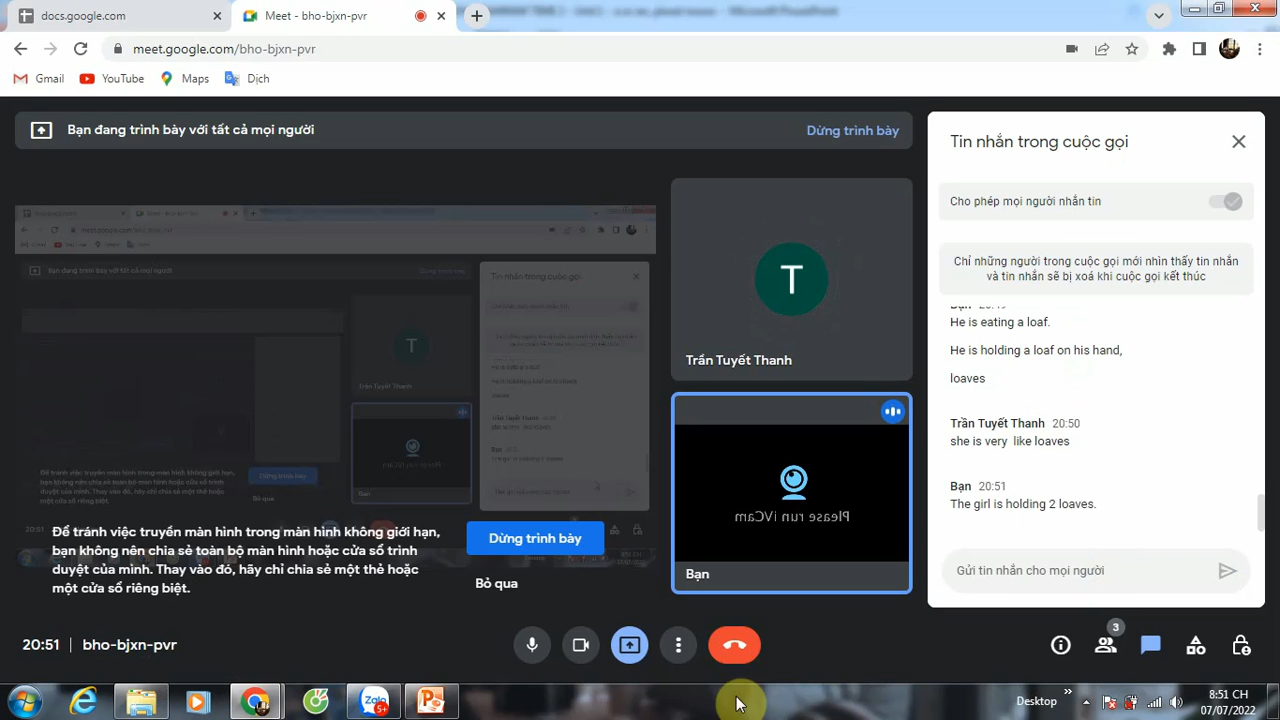 docs.google.com
Meet - bho-bjxn-pvr
meet.google.com/bho-bjxn-pvr
Gmail
YouTube
Maps
Dịch
Bạn đang trình bày với tất cả mọi người
Dừng trình bày
T
Trần Tuyết Thanh
Please run iVCam
Bạn
Để tránh việc truyền màn hình trong màn hình không giới hạn,
bạn không nên chia sẻ toàn bộ màn hình hoặc cửa sổ trình
duyệt của mình. Thay vào đó, hãy chỉ chia sẻ một thẻ hoặc
một cửa sổ riêng biệt.
Dừng trình bày
Bỏ qua
Tin nhắn trong cuộc gọi
Cho phép mọi người nhắn tin
Chỉ những người trong cuộc gọi mới nhìn thấy tin nhắn
và tin nhắn sẽ bị xoá khi cuộc gọi kết thúc
He is eating a loaf.
He is holding a loaf on his hand,
loaves
Trần Tuyết Thanh 20:50
she is very like loaves
Bạn 20:51
The girl is holding 2 loaves.
Gửi tin nhắn cho mọi người
20:51 | bho-bjxn-pvr
3
Zalo
5+
Desktop
8:51 CH
07/07/2022